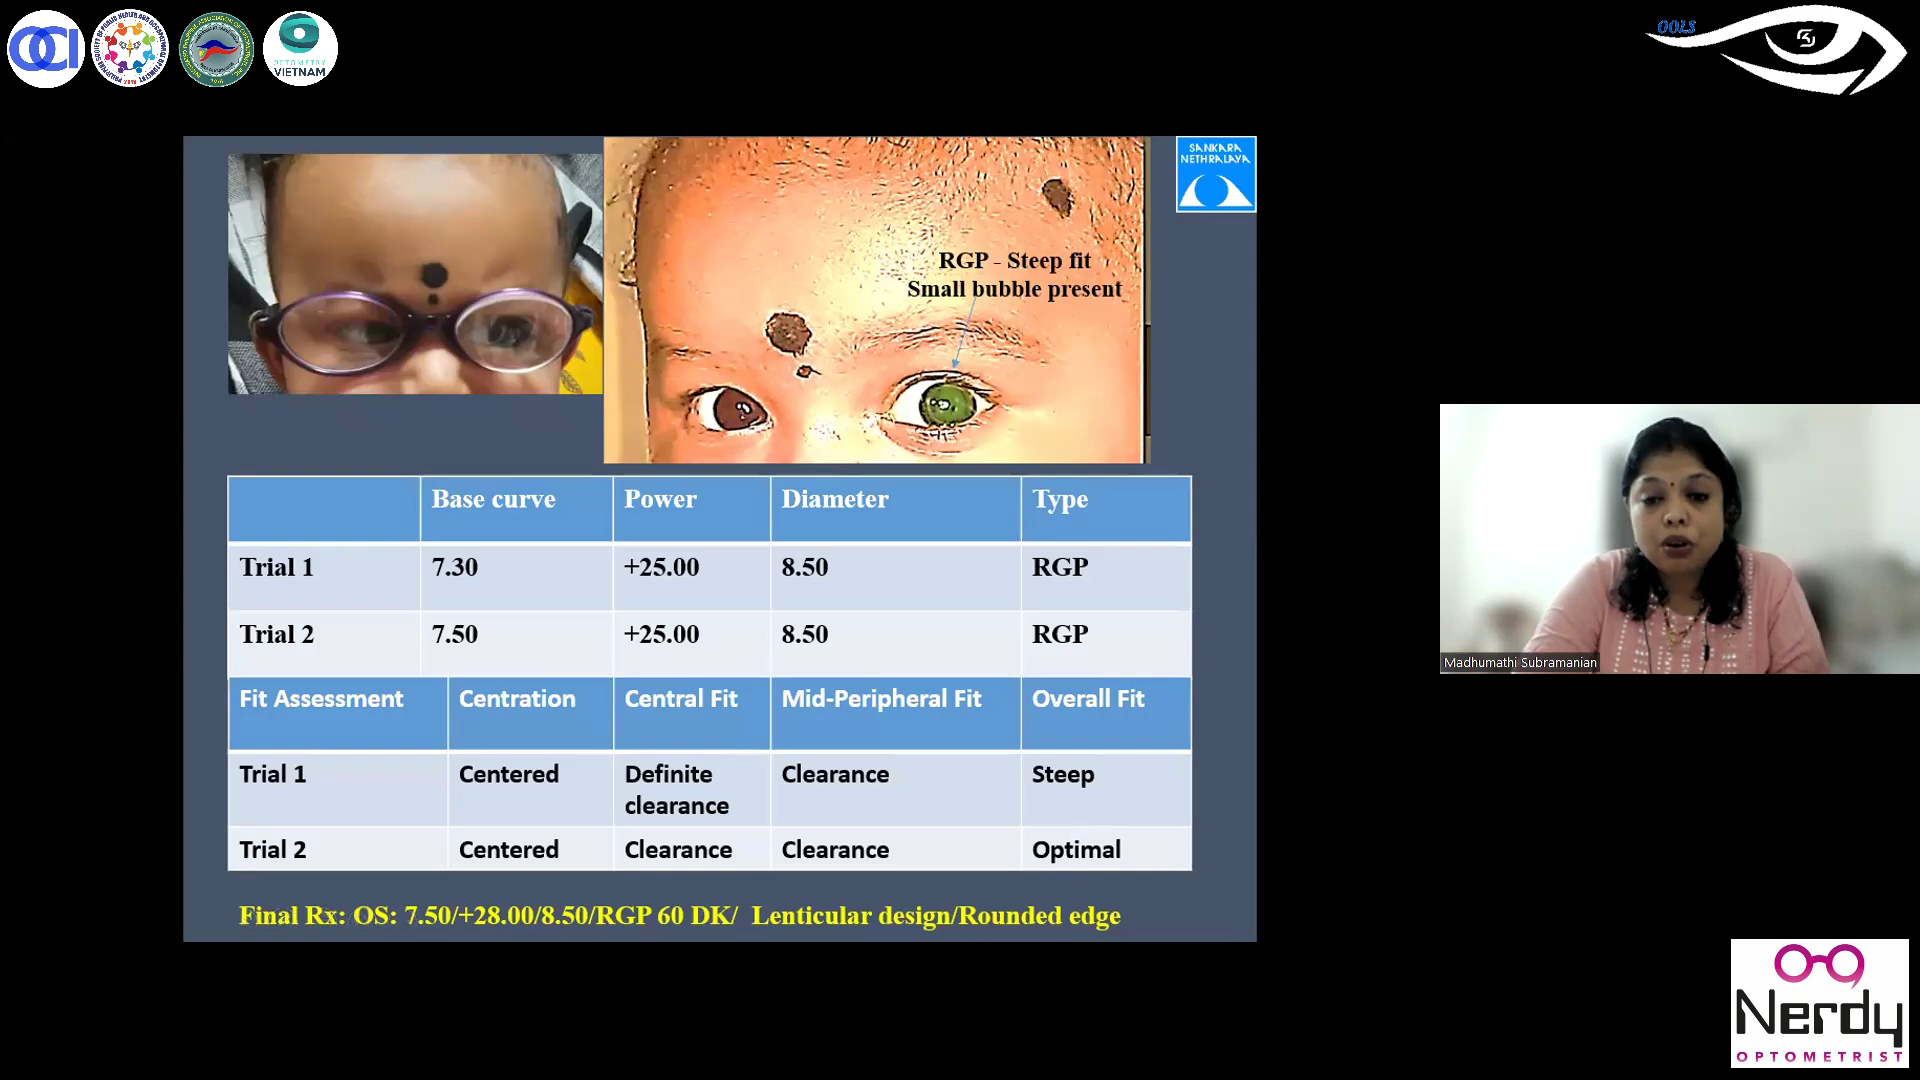 OCI
OPTOMETRY
VIETNAM
OOLS
SANKARA
NETHRALAYA
RGP - Steep fit
Small bubble present
Base curve Power Diameter Type
Trial 1 7.30 +25.00 8.50 RGP
Trial 2 7.50 +25.00 8.50 RGP
Fit Assessment Centration Central Fit Mid-Peripheral Fit Overall Fit
Trial 1 Centered Definite clearance Clearance Steep
Trial 2 Centered Clearance Clearance Optimal
Final Rx: OS: 7.50/+28.00/8.50/RGP 60 DK/ Lenticular design/Rounded edge
Madhumathi Subramanian
Nerdy
OPTOMETRIST